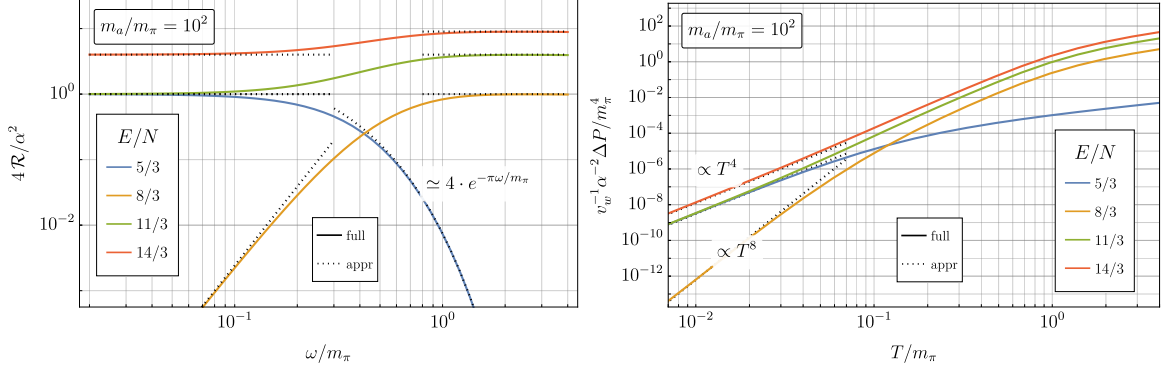 m_a/m_π = 10^2
10^0
10^{-2}
4ℛ/α^2
E/N
5/3
8/3
11/3
14/3
≃ 4 · e^{-πω/m_π}
full
appr
10^{-1}
10^0
ω/m_π
m_a/m_π = 10^2
10^2
10^0
10^{-2}
10^{-4}
10^{-6}
10^{-8}
10^{-10}
10^{-12}
v_w^{-1}α^{-2}ΔP/m_π^4
∝ T^4
∝ T^8
E/N
5/3
8/3
11/3
14/3
full
appr
10^{-2}
10^{-1}
10^0
T/m_π